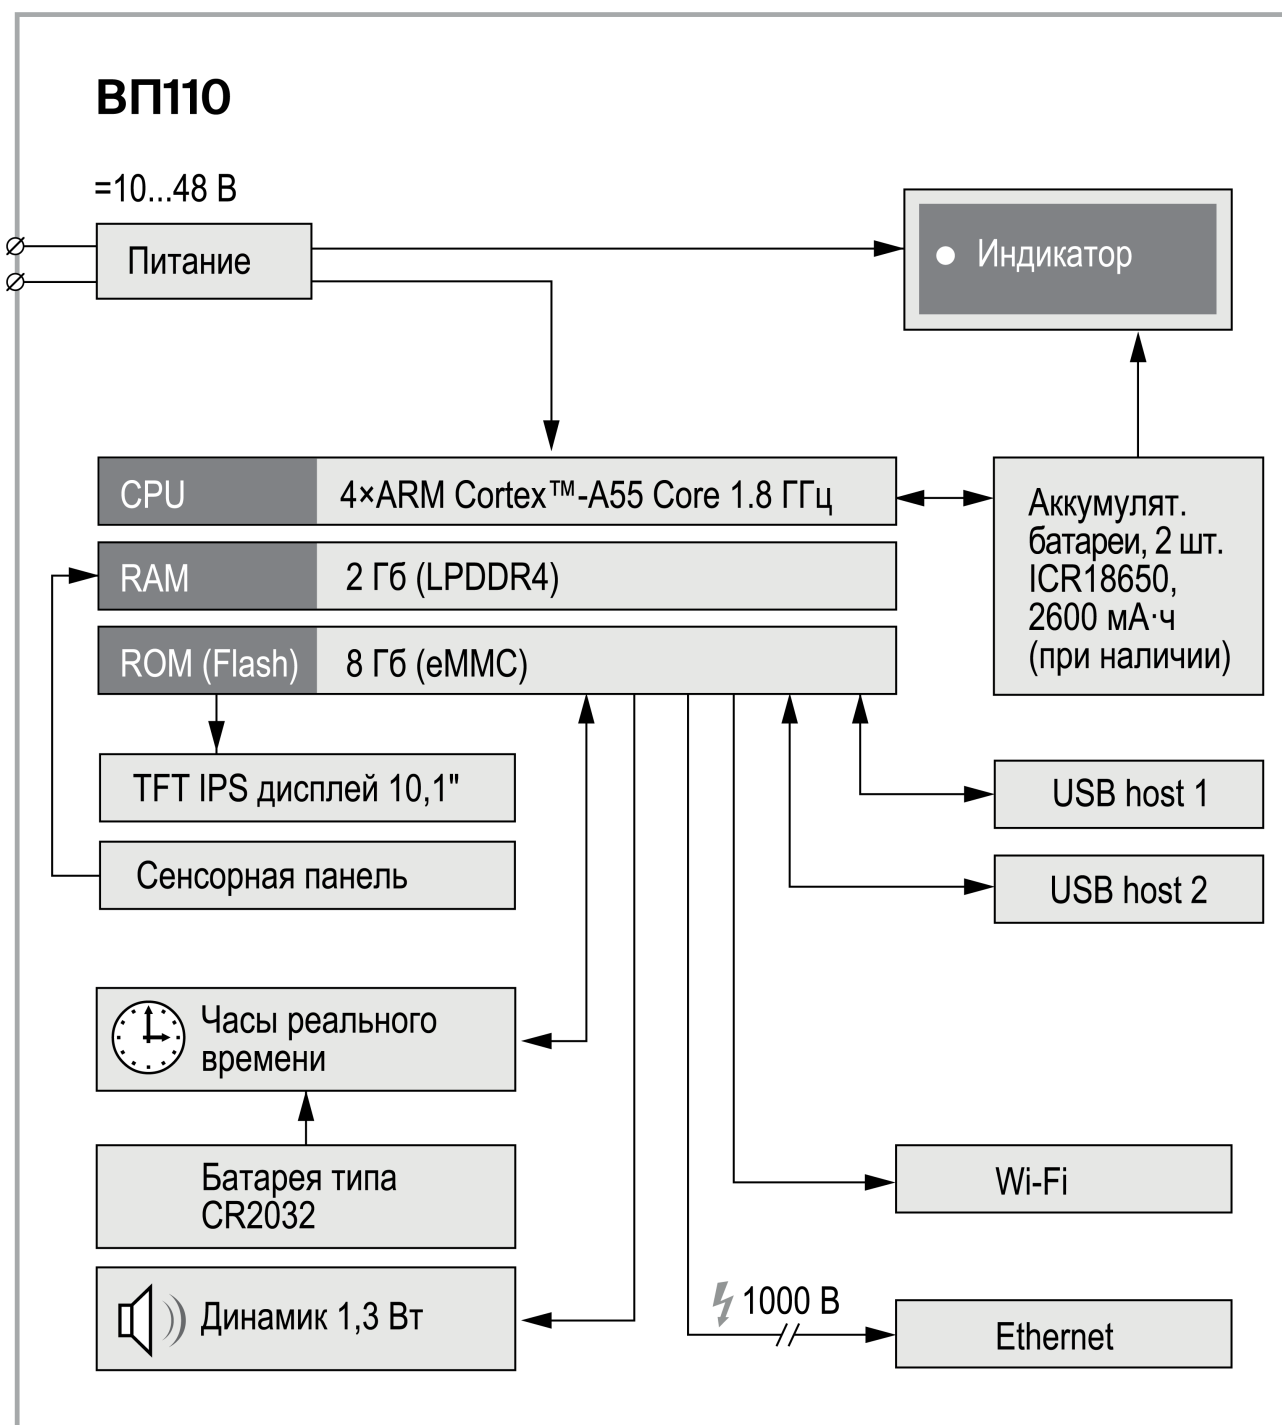 ВП110
=10...48 В
Питание
Индикатор
CPU
4×ARM Cortex™-A55 Core 1.8 ГГц
RAM
2 Гб (LPDDR4)
ROM (Flash)
8 Гб (eMMC)
Аккумулят.
батареи, 2 шт.
ICR18650,
2600 мА·ч
(при наличии)
TFT IPS дисплей 10,1"
USB host 1
Сенсорная панель
USB host 2
Часы реального
времени
Батарея типа
CR2032
Wi-Fi
Динамик 1,3 Вт
1000 В
Ethernet